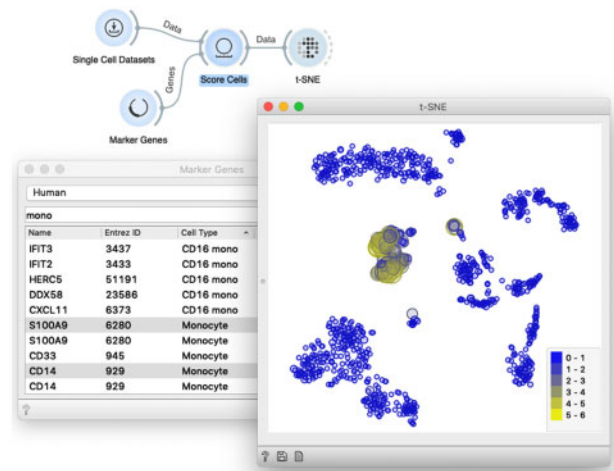 Data
Data
Genes
Single Cell Datasets
Score Cells
t-SNE
Marker Genes
t-SNE
Marker Genes
Human
mono
Name Entrez ID Cell Type
IFIT3 3437 CD16 mono
IFIT2 3433 CD16 mono
HERC5 51191 CD16 mono
DDX58 23586 CD16 mono
CXCL11 6373 CD16 mono
S100A9 6280 Monocyte
S100A9 6280 Monocyte
CD33 945 Monocyte
CD14 929 Monocyte
CD14 929 Monocyte
0 - 1
1 - 2
2 - 3
3 - 4
4 - 5
5 - 6
?
?